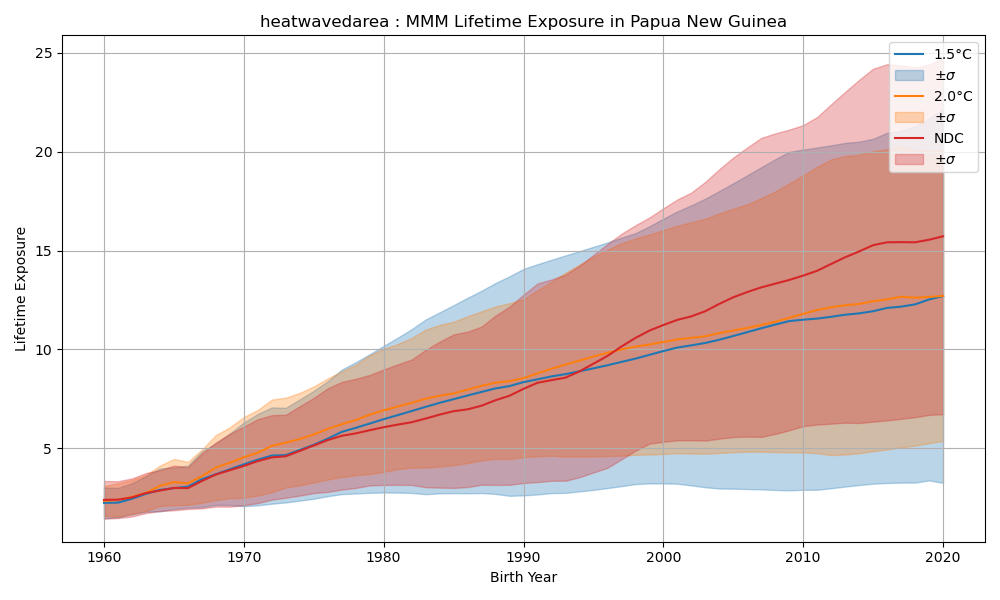 heatwavedarea : MMM Lifetime Exposure in Papua New Guinea
Lifetime Exposure
25
20
15
10
5
1960 1970 1980 1990 2000 2010 2020
Birth Year
1.5°C
±σ
2.0°C
±σ
NDC
±σ